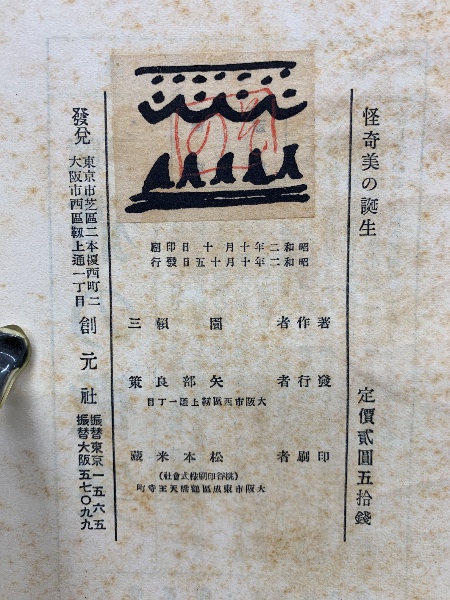 怪奇美の誕生
定價貳圓五拾錢
昭和二年十月十日印刷
昭和二年十月十五日發行
著作者 園頼三
發行者 矢部良策
大阪市西區靱上通一丁目
印刷者 松本米藏
大阪市東成區鶴橋天王寺町
發兌
東京市芝區二本榎西町二
大阪市西區靱上通一丁目
創元社
振替東京一五六五
振替大阪五七〇九九